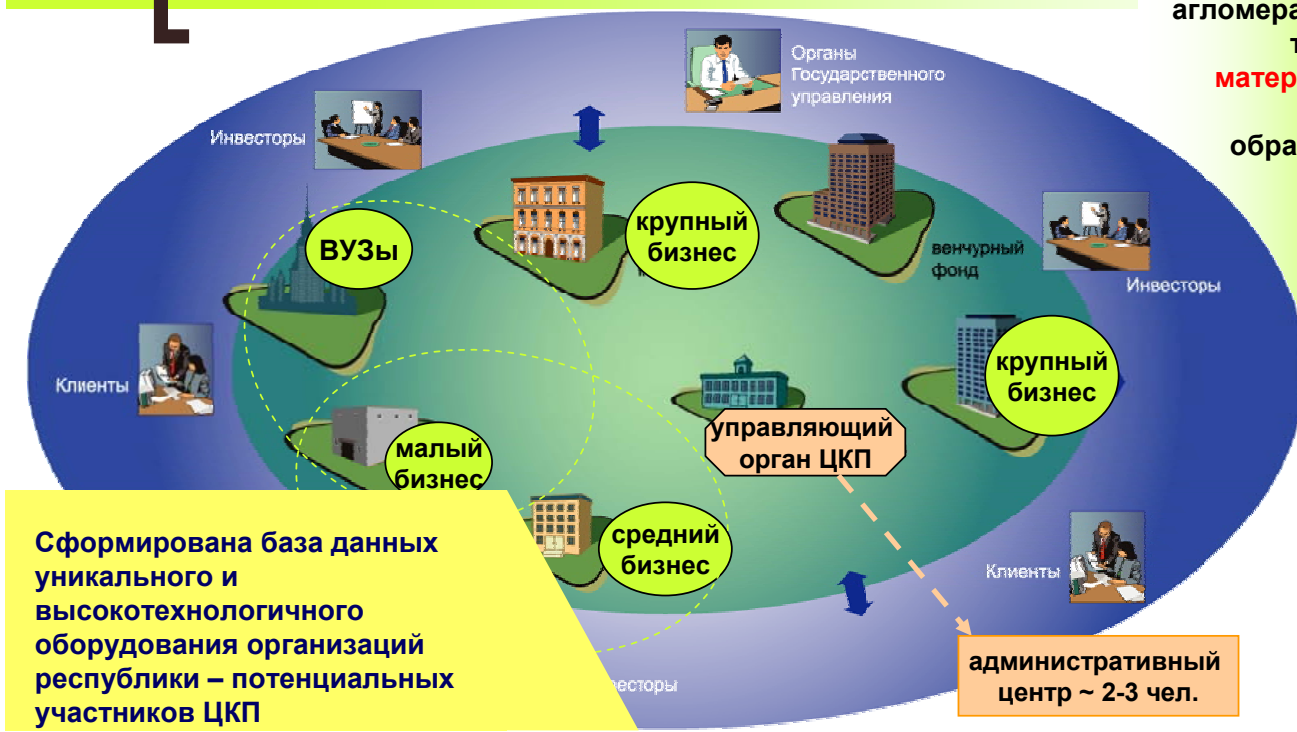 Органы
Государственного
управления
Инвесторы
ВУЗы
крупный
бизнес
венчурный
фонд
Инвесторы
Клиенты
крупный
бизнес
управляющий
орган ЦКП
малый
бизнес
средний
бизнес
Клиенты
Сформирована база данных
уникального и
высокотехнологичного
оборудования организаций
республики – потенциальных
участников ЦКП
административный
центр ~ 2-3 чел.